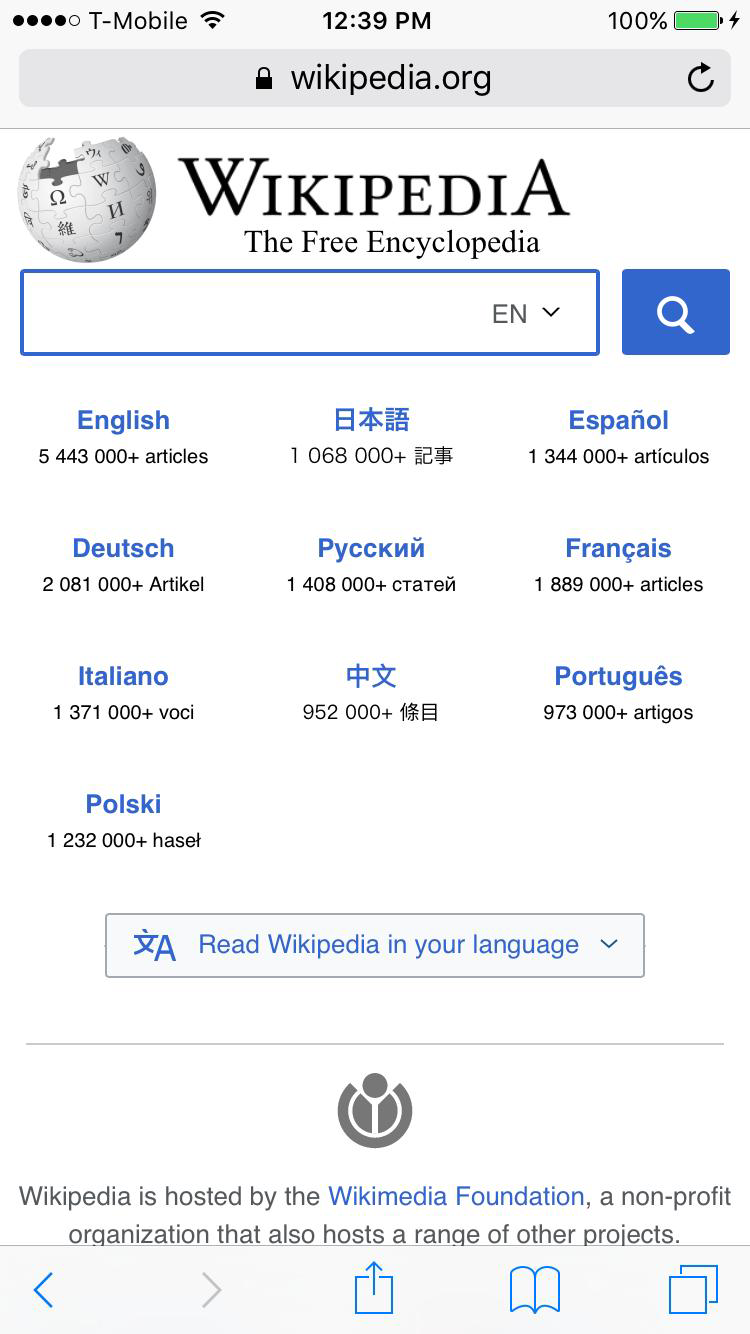 T-Mobile 12:39 PM 100%
wikipedia.org
WIKIPEDIA
The Free Encyclopedia
EN
English 日本語 Español
5 443 000+ articles 1 068 000+ 記事 1 344 000+ artículos
Deutsch Русский Français
2 081 000+ Artikel 1 408 000+ статей 1 889 000+ articles
Italiano 中文 Português
1 371 000+ voci 952 000+ 條目 973 000+ artigos
Polski
1 232 000+ haseł
Read Wikipedia in your language
Wikipedia is hosted by the Wikimedia Foundation, a non-profit
organization that also hosts a range of other projects.